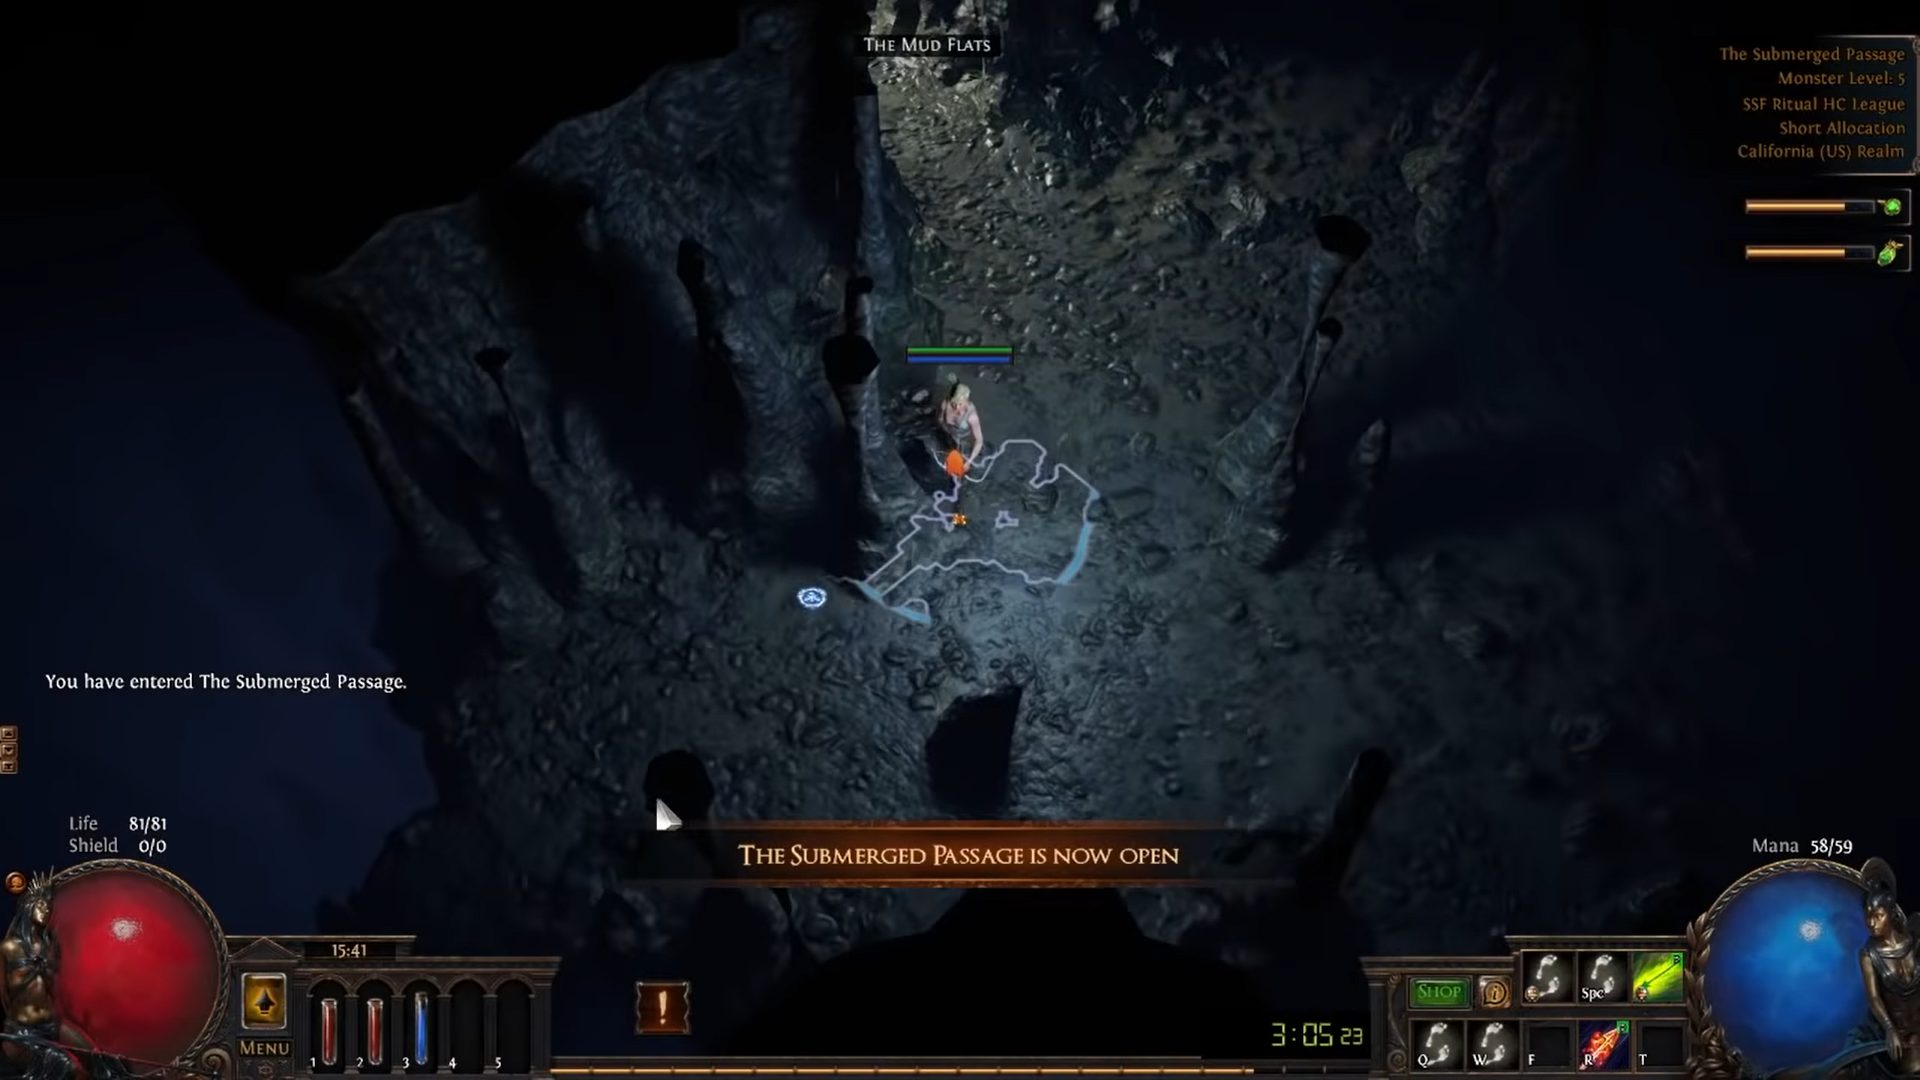 THE MUD FLATS
The Submerged Passage
Monster Level: 5
SSF Ritual HC League
Short Allocation
California (US) Realm
You have entered The Submerged Passage.
Life 81/81
Shield 0/0
THE SUBMERGED PASSAGE IS NOW OPEN
Mana 58/59
15:41
MENU
1 2 3 4 5
!
3:05 23
SHOP
Spc
Q W F R T